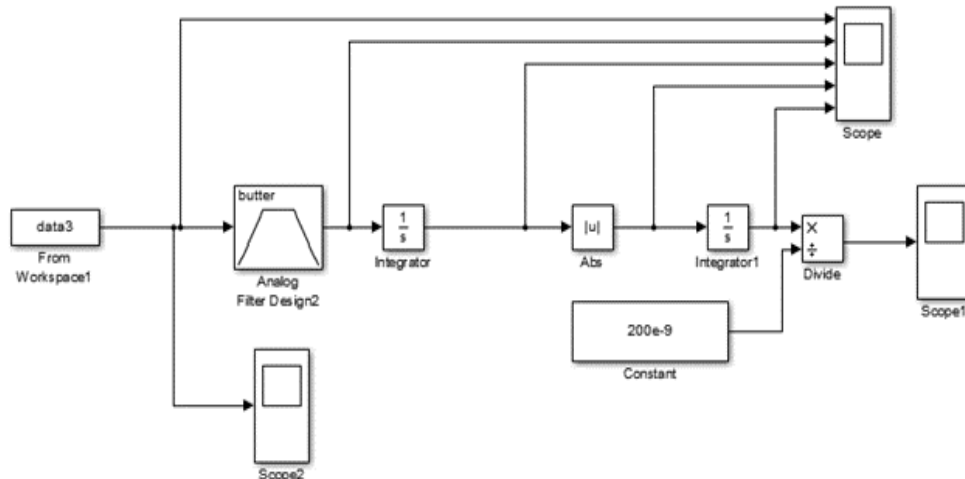 Scope
butter
data3
From
Workspace1
1
s
Integrator
|u|
Abs
1
s
Integrator1
×
÷
Divide
Analog
Filter Design2
Scope1
200e-9
Constant
Scope2